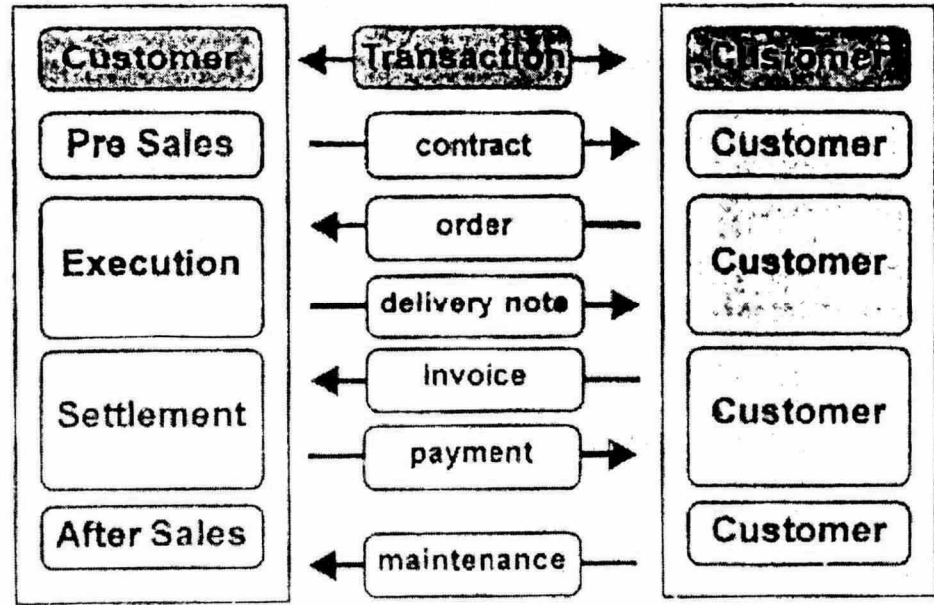 Customer Transaction Customer
Pre Sales contract Customer
order
Execution Customer
delivery note
invoice
Settlement Customer
payment
After Sales Customer
maintenance